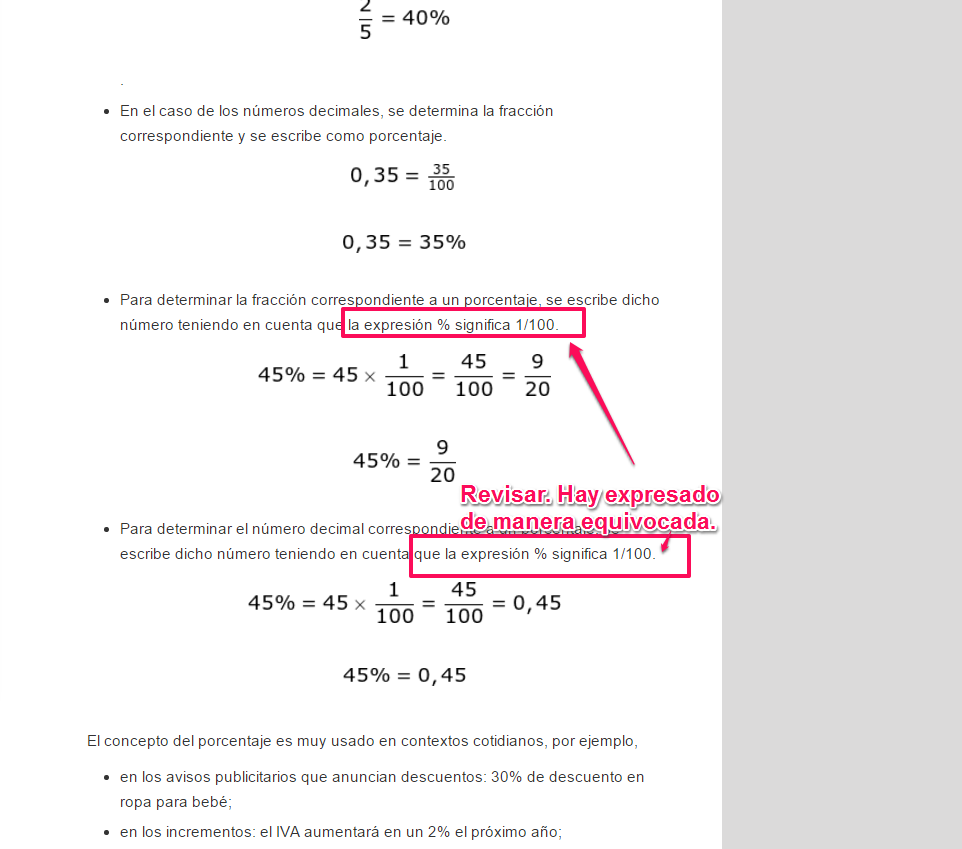 2/5 = 40%
.
• En el caso de los números decimales, se determina la fracción
correspondiente y se escribe como porcentaje.
0,35 = 35/100
0,35 = 35%
• Para determinar la fracción correspondiente a un porcentaje, se escribe dicho
número teniendo en cuenta que la expresión % significa 1/100.
45% = 45 × 1/100 = 45/100 = 9/20
45% = 9/20
Revisar. Hay expresado
de manera equivocada.
• Para determinar el número decimal correspondiente a un porcentaje, se
escribe dicho número teniendo en cuenta que la expresión % significa 1/100.
45% = 45 × 1/100 = 45/100 = 0,45
45% = 0,45
El concepto del porcentaje es muy usado en contextos cotidianos, por ejemplo,
• en los avisos publicitarios que anuncian descuentos: 30% de descuento en
ropa para bebé;
• en los incrementos: el IVA aumentará en un 2% el próximo año;